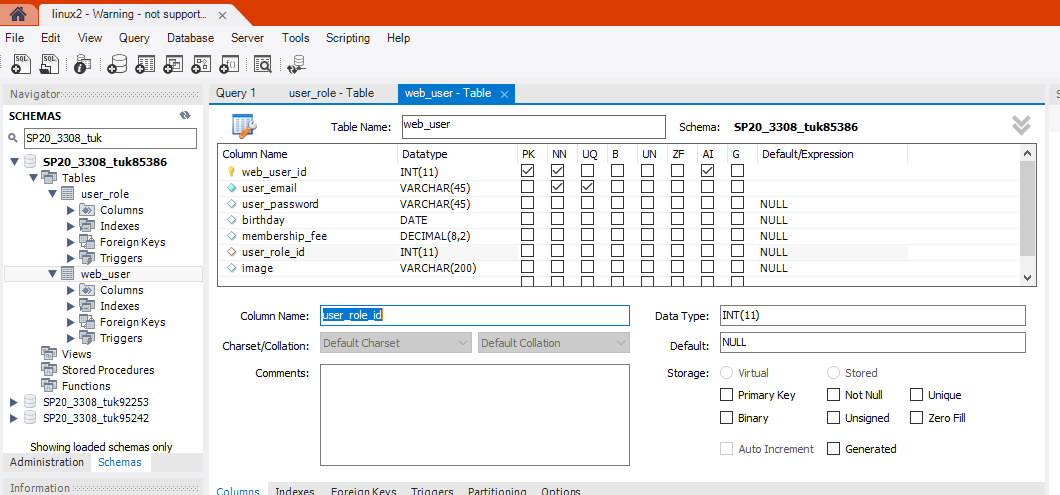 linux2 - Warning - not support...
File Edit View Query Database Server Tools Scripting Help
Navigator
SCHEMAS
SP20_3308_tuk
SP20_3308_tuk85386
Tables
user_role
Columns
Indexes
Foreign Keys
Triggers
web_user
Columns
Indexes
Foreign Keys
Triggers
Views
Stored Procedures
Functions
SP20_3308_tuk92253
SP20_3308_tuk95242
Showing loaded schemas only
Administration Schemas
Information
Query 1 user_role - Table web_user - Table
Table Name: web_user Schema: SP20_3308_tuk85386
Column Name Datatype PK NN UQ B UN ZF AI G Default/Expression
web_user_id INT(11)
user_email VARCHAR(45)
user_password VARCHAR(45) NULL
birthday DATE NULL
membership_fee DECIMAL(8,2) NULL
user_role_id INT(11) NULL
image VARCHAR(200) NULL
Column Name: user_role_id Data Type: INT(11)
Charset/Collation: Default Charset Default Collation Default: NULL
Comments: Storage: Virtual Stored
Primary Key Not Null Unique
Binary Unsigned Zero Fill
Auto Increment Generated
Columns Indexes Foreign Keys Triggers Partitioning Options